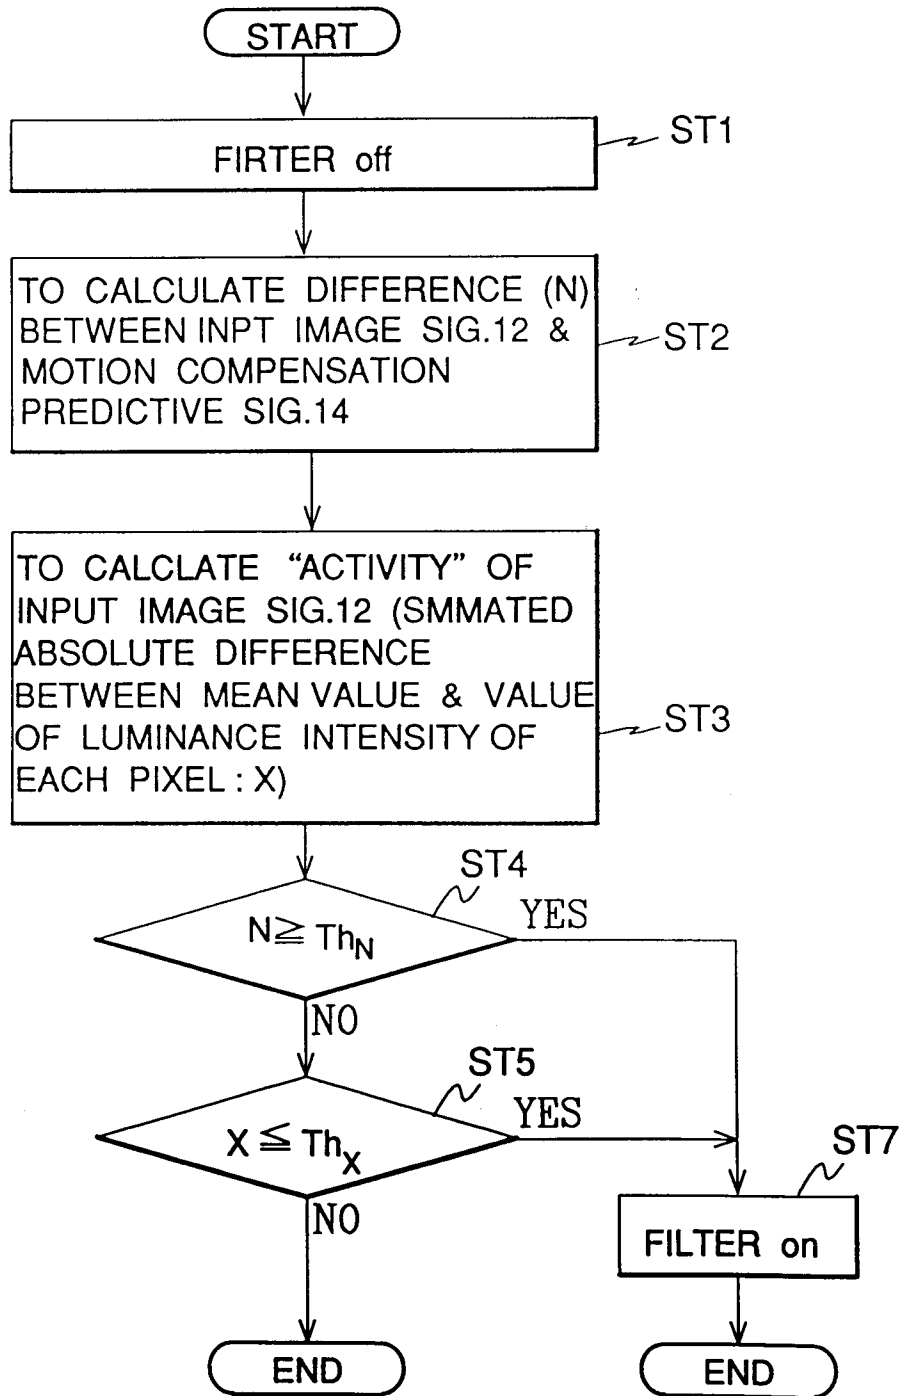 START
FIRTER off
ST1
TO CALCULATE DIFFERENCE (N)
BETWEEN INPT IMAGE SIG.12 &
MOTION COMPENSATION
PREDICTIVE SIG.14
ST2
TO CALCLATE “ACTIVITY” OF
INPUT IMAGE SIG.12 (SMMATED
ABSOLUTE DIFFERENCE
BETWEEN MEAN VALUE & VALUE
OF LUMINANCE INTENSITY OF
EACH PIXEL : X)
ST3
ST4
N≧ ThN
YES
NO
ST5
X ≦ ThX
YES
NO
ST7
FILTER on
END
END